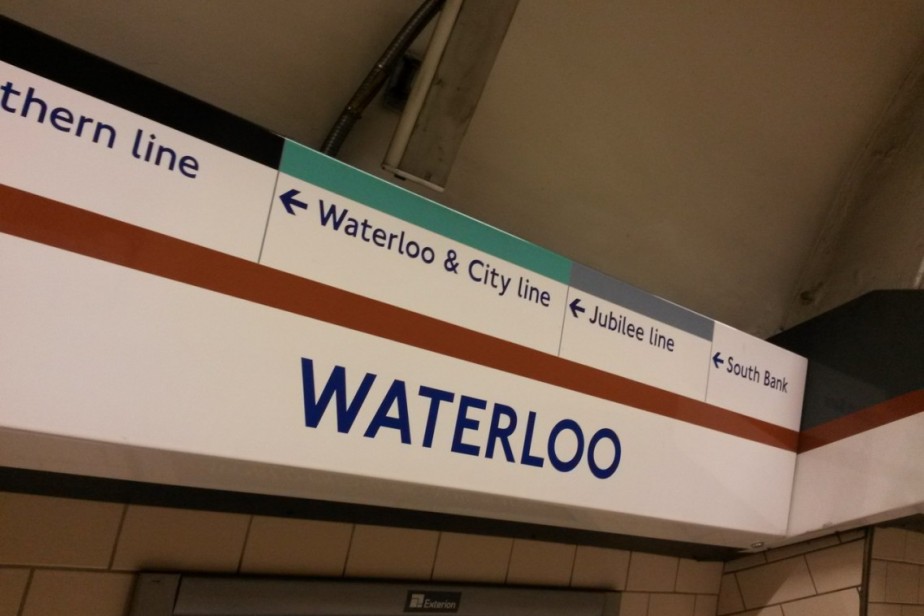 thern line
← Waterloo & City line
← Jubilee line
← South Bank
WATERLOO
Exterion